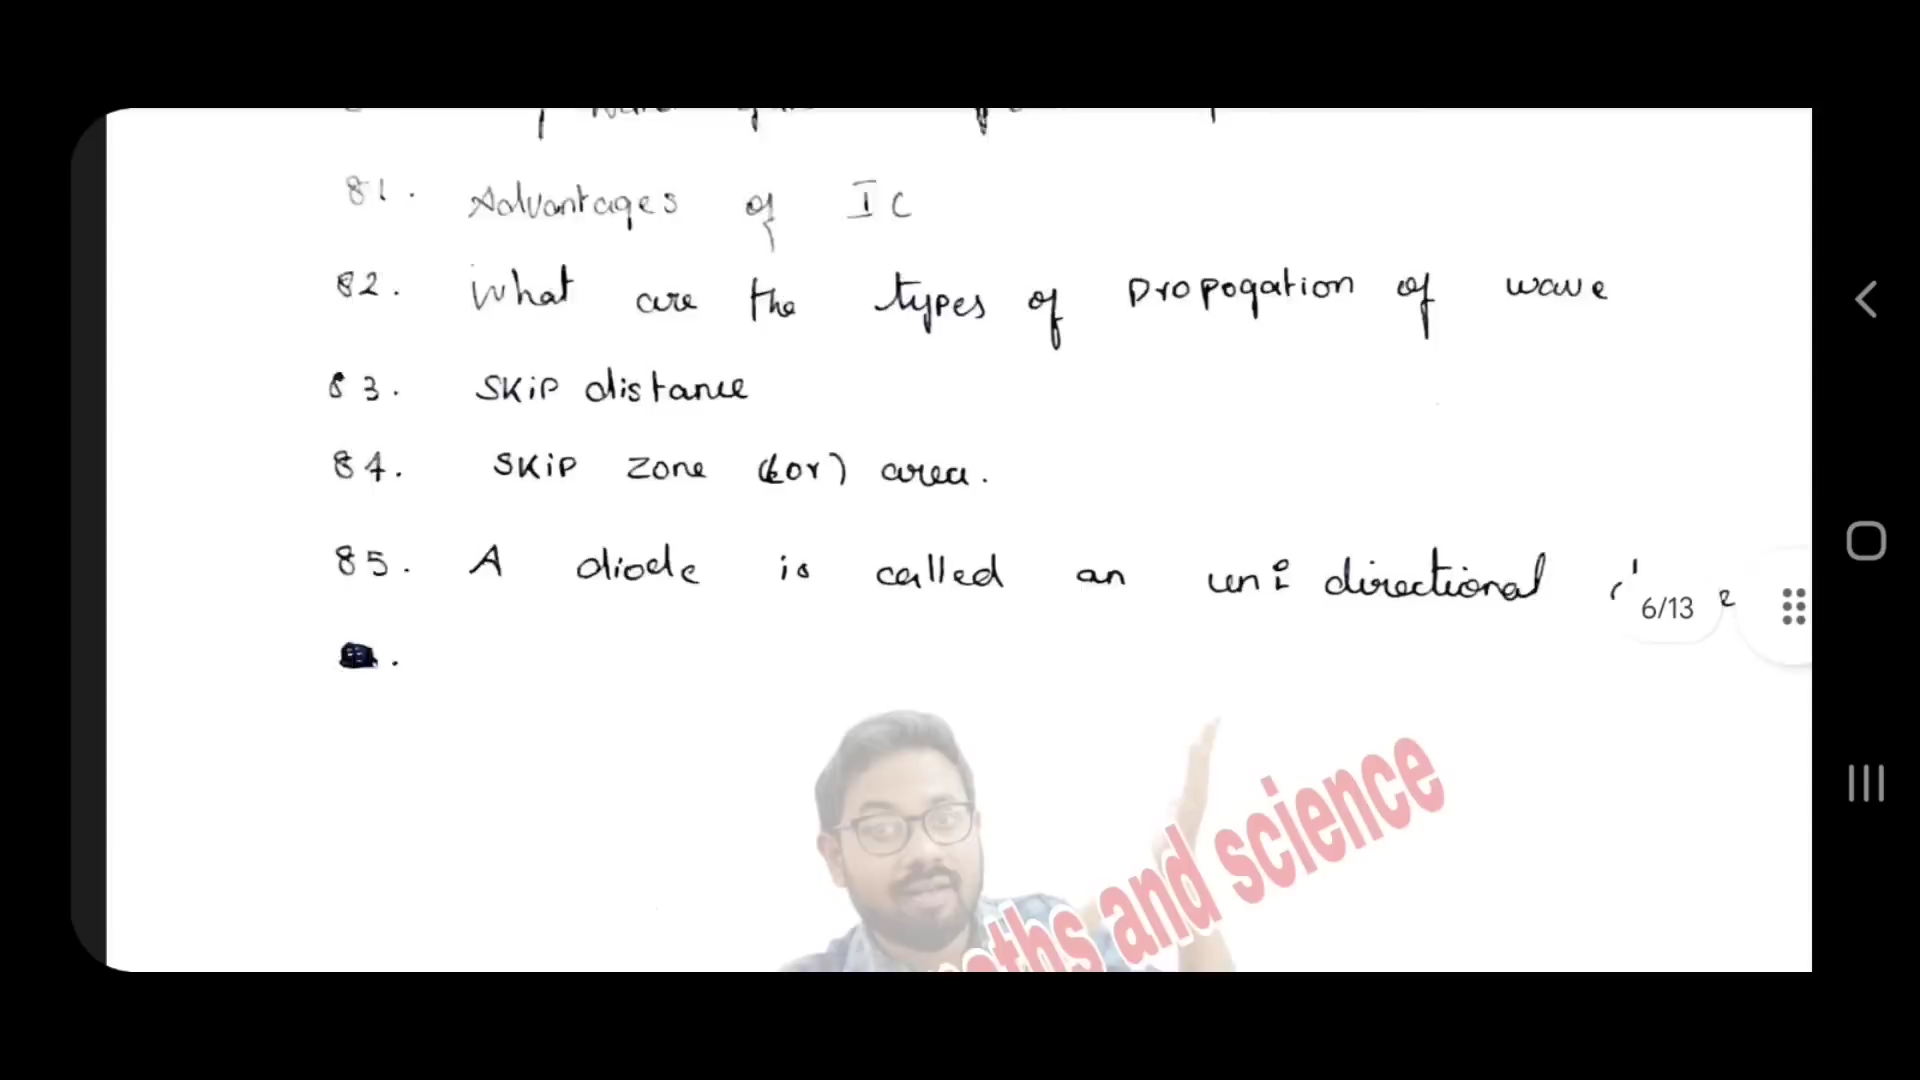 81. Advantages of IC
82. What are the types of Propogation of wave
83. SKiP distance
84. SKiP zone (or) area.
85. A diode is called an uni directional
6/13
and science